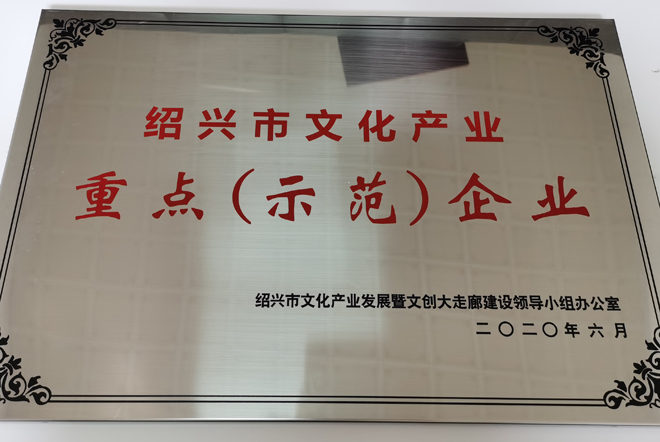 绍兴市文化产业
重点(示范)企业
绍兴市文化产业发展暨文创大走廊建设领导小组办公室
二〇二〇年六月